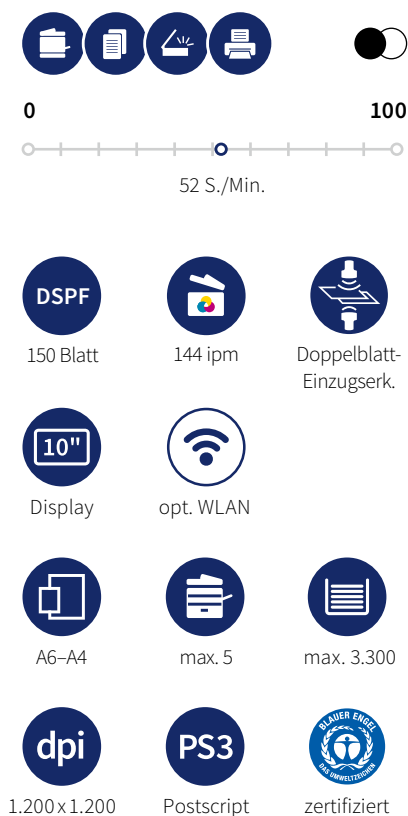 0 100
52 S./Min.
DSPF
150 Blatt 144 ipm Doppelblatt-
Einzugserk.
10"
Display opt. WLAN
A6–A4 max. 5 max. 3.300
dpi PS3 BLAUER ENGEL
DAS UMWELTZEICHEN
1.200 x 1.200 Postscript zertifiziert